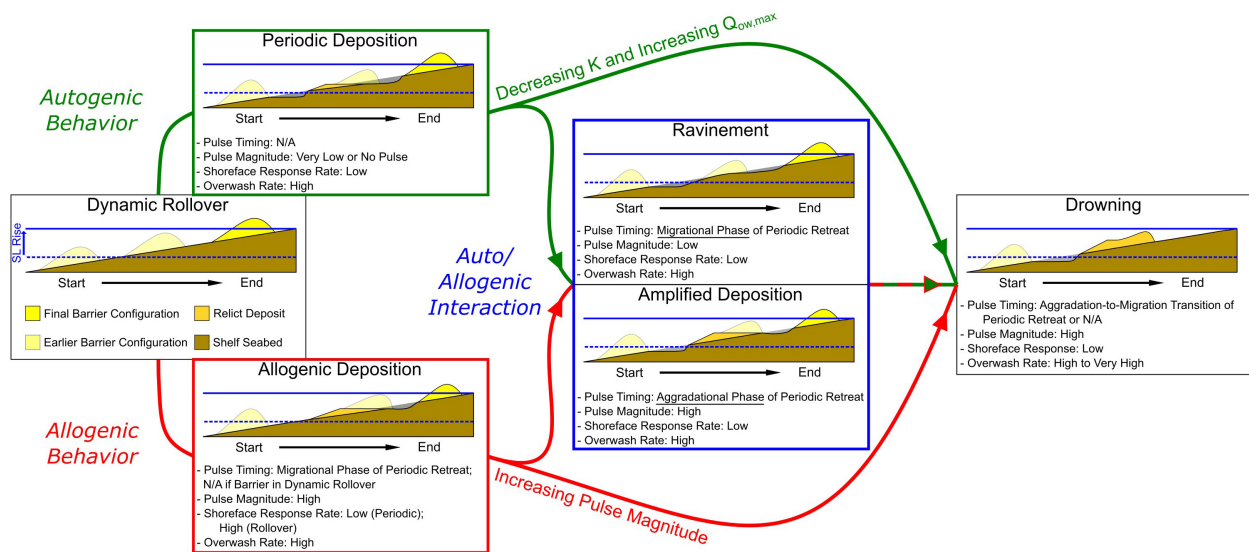 Autogenic
Behavior
Periodic Deposition
Start
End
- Pulse Timing: N/A
- Pulse Magnitude: Very Low or No Pulse
- Shoreface Response Rate: Low
- Overwash Rate: High
Decreasing K and Increasing Qow,max
Dynamic Rollover
SL Rise
Start
End
Final Barrier Configuration
Relict Deposit
Earlier Barrier Configuration
Shelf Seabed
Auto/
Allogenic
Interaction
Ravinement
Start
End
- Pulse Timing: Migrational Phase of Periodic Retreat
- Pulse Magnitude: Low
- Shoreface Response Rate: Low
- Overwash Rate: High
Amplified Deposition
Start
End
- Pulse Timing: Aggradational Phase of Periodic Retreat
- Pulse Magnitude: High
- Shoreface Response Rate: Low
- Overwash Rate: High
Drowning
Start
End
- Pulse Timing: Aggradation-to-Migration Transition of
Periodic Retreat or N/A
- Pulse Magnitude: High
- Shoreface Response: Low
- Overwash Rate: High to Very High
Allogenic
Behavior
Allogenic Deposition
Start
End
- Pulse Timing: Migrational Phase of Periodic Retreat;
N/A if Barrier in Dynamic Rollover
- Pulse Magnitude: High
- Shoreface Response Rate: Low (Periodic);
High (Rollover)
- Overwash Rate: High
Increasing Pulse Magnitude